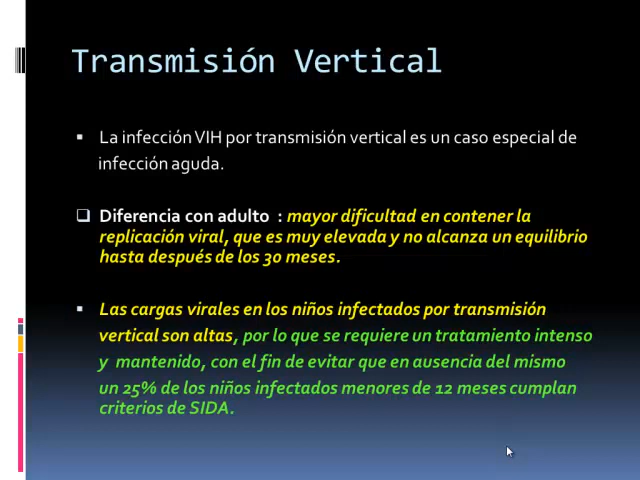 Transmisión Vertical
La infección VIH por transmisión vertical es un caso especial de
infección aguda.
Diferencia con adulto : mayor dificultad en contener la
replicación viral, que es muy elevada y no alcanza un equilibrio
hasta después de los 30 meses.
Las cargas virales en los niños infectados por transmisión
vertical son altas, por lo que se requiere un tratamiento intenso
y mantenido, con el fin de evitar que en ausencia del mismo
un 25% de los niños infectados menores de 12 meses cumplan
criterios de SIDA.